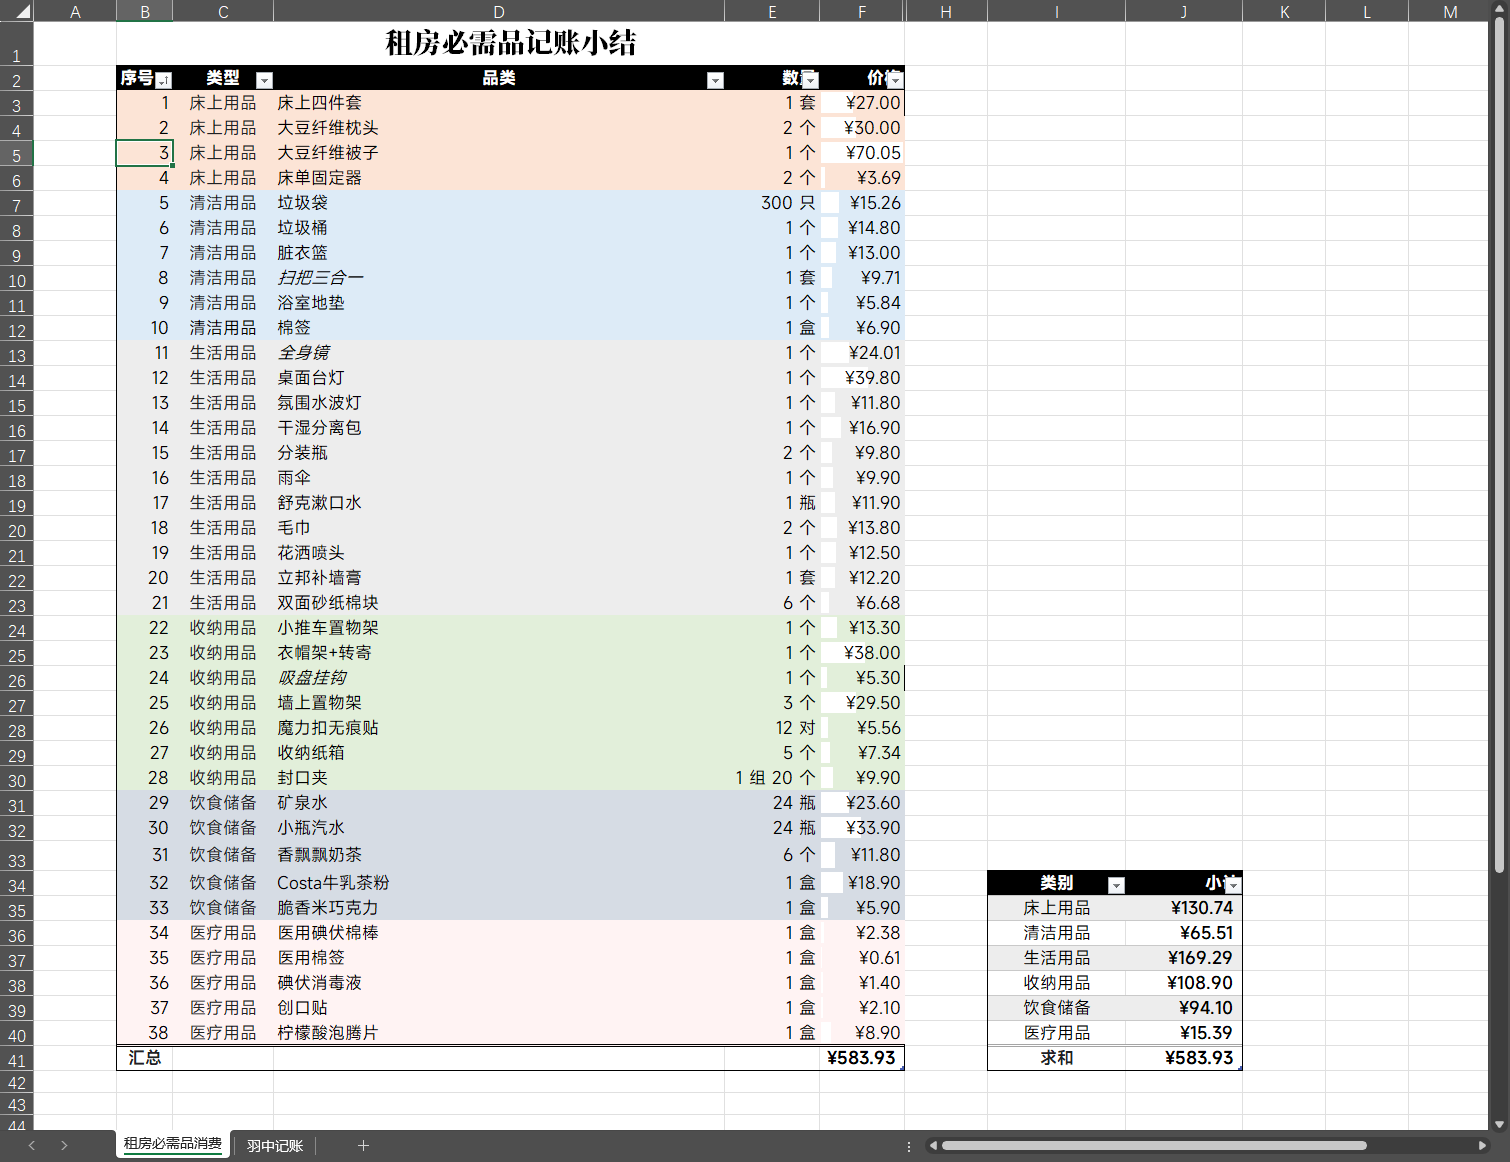 A B C D E F H I J K L M
1 租房必需品记账小结
2 序号 类型 品类 数量 价格
3 1 床上用品 床上四件套 1 套 ¥27.00
4 2 床上用品 大豆纤维枕头 2 个 ¥30.00
5 3 床上用品 大豆纤维被子 1 个 ¥70.05
6 4 床上用品 床单固定器 2 个 ¥3.69
7 5 清洁用品 垃圾袋 300 只 ¥15.26
8 6 清洁用品 垃圾桶 1 个 ¥14.80
9 7 清洁用品 脏衣篮 1 个 ¥13.00
10 8 清洁用品 扫把三合一 1 套 ¥9.71
11 9 清洁用品 浴室地垫 1 个 ¥5.84
12 10 清洁用品 棉签 1 盒 ¥6.90
13 11 生活用品 全身镜 1 个 ¥24.01
14 12 生活用品 桌面台灯 1 个 ¥39.80
15 13 生活用品 氛围水波灯 1 个 ¥11.80
16 14 生活用品 干湿分离包 1 个 ¥16.90
17 15 生活用品 分装瓶 2 个 ¥9.80
18 16 生活用品 雨伞 1 个 ¥9.90
19 17 生活用品 舒克漱口水 1 瓶 ¥11.90
20 18 生活用品 毛巾 2 个 ¥13.80
21 19 生活用品 花洒喷头 1 个 ¥12.50
22 20 生活用品 立邦补墙膏 1 套 ¥12.20
23 21 生活用品 双面砂纸棉块 6 个 ¥6.68
24 22 收纳用品 小推车置物架 1 个 ¥13.30
25 23 收纳用品 衣帽架+转寄 1 个 ¥38.00
26 24 收纳用品 吸盘挂钩 1 个 ¥5.30
27 25 收纳用品 墙上置物架 3 个 ¥29.50
28 26 收纳用品 魔力扣无痕贴 12 对 ¥5.56
29 27 收纳用品 收纳纸箱 5 个 ¥7.34
30 28 收纳用品 封口夹 1 组 20 个 ¥9.90
31 29 饮食储备 矿泉水 24 瓶 ¥23.60
32 30 饮食储备 小瓶汽水 24 瓶 ¥33.90
33 31 饮食储备 香飘飘奶茶 6 个 ¥11.80
34 32 饮食储备 Costa牛乳茶粉 1 盒 ¥18.90 类别 小计
35 33 饮食储备 脆香米巧克力 1 盒 ¥5.90 床上用品 ¥130.74
36 34 医疗用品 医用碘伏棉棒 1 盒 ¥2.38 清洁用品 ¥65.51
37 35 医疗用品 医用棉签 1 盒 ¥0.61 生活用品 ¥169.29
38 36 医疗用品 碘伏消毒液 1 盒 ¥1.40 收纳用品 ¥108.90
39 37 医疗用品 创口贴 1 盒 ¥2.10 饮食储备 ¥94.10
40 38 医疗用品 柠檬酸泡腾片 1 盒 ¥8.90 医疗用品 ¥15.39
41 汇总 ¥583.93 求和 ¥583.93
42
43
44
租房必需品消费 羽中记账